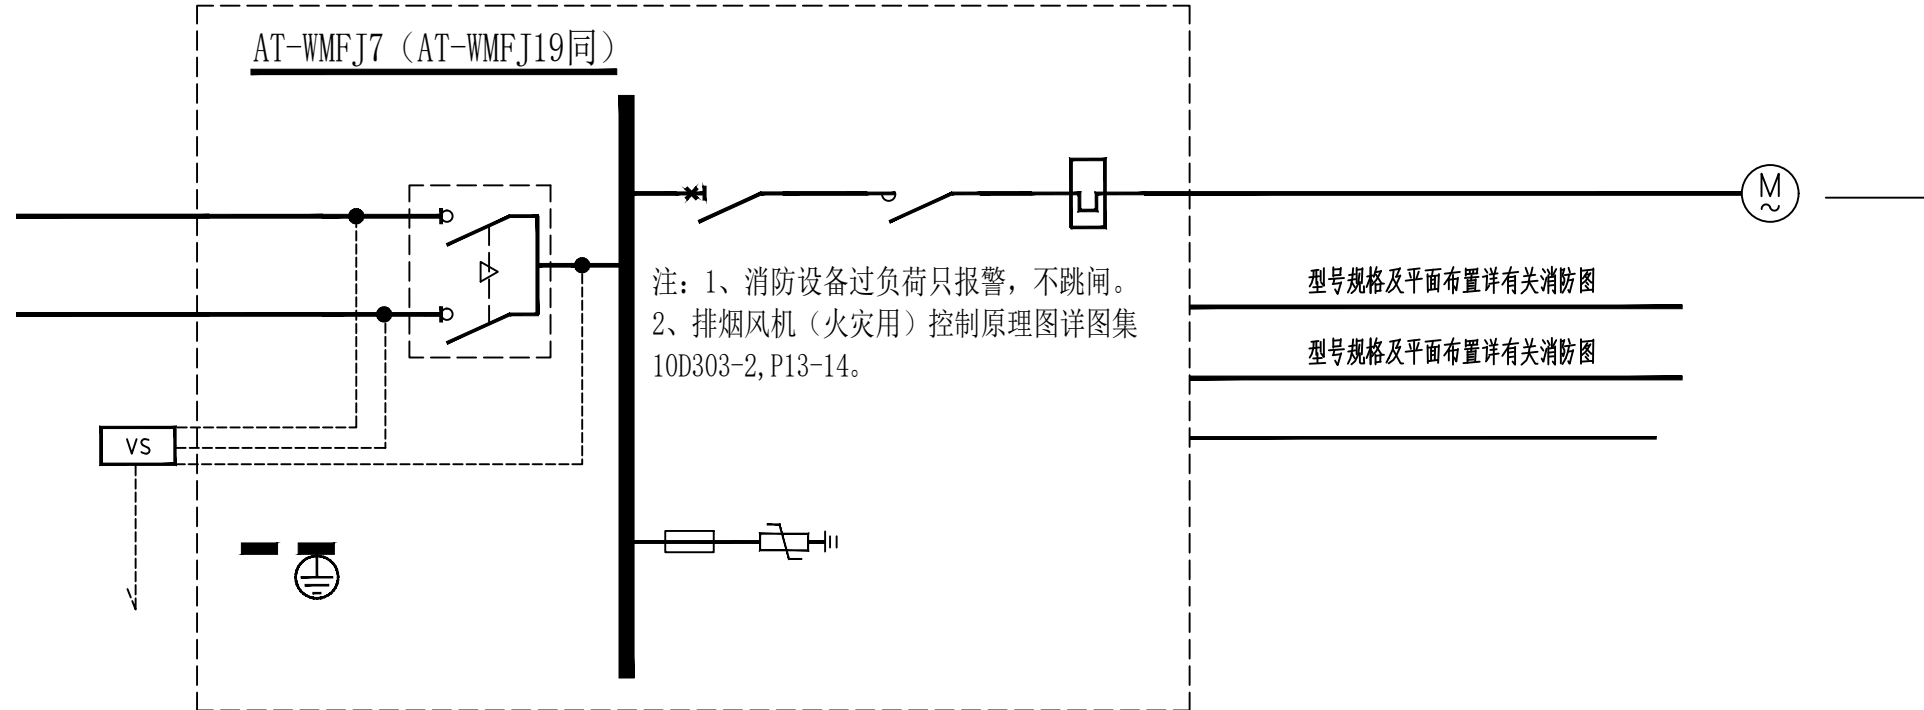 AT-WMFJ7（AT-WMFJ19同）
M
~
注：1、消防设备过负荷只报警，不跳闸。
2、排烟风机（火灾用）控制原理图详图集
10D303-2,P13-14。
型号规格及平面布置详有关消防图
型号规格及平面布置详有关消防图
VS